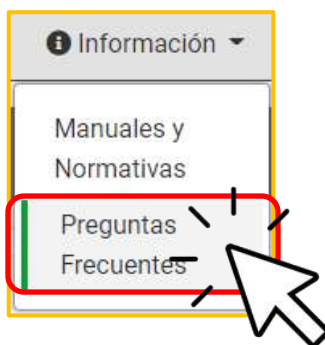 Información
Manuales y
Normativas
Preguntas
Frecuentes